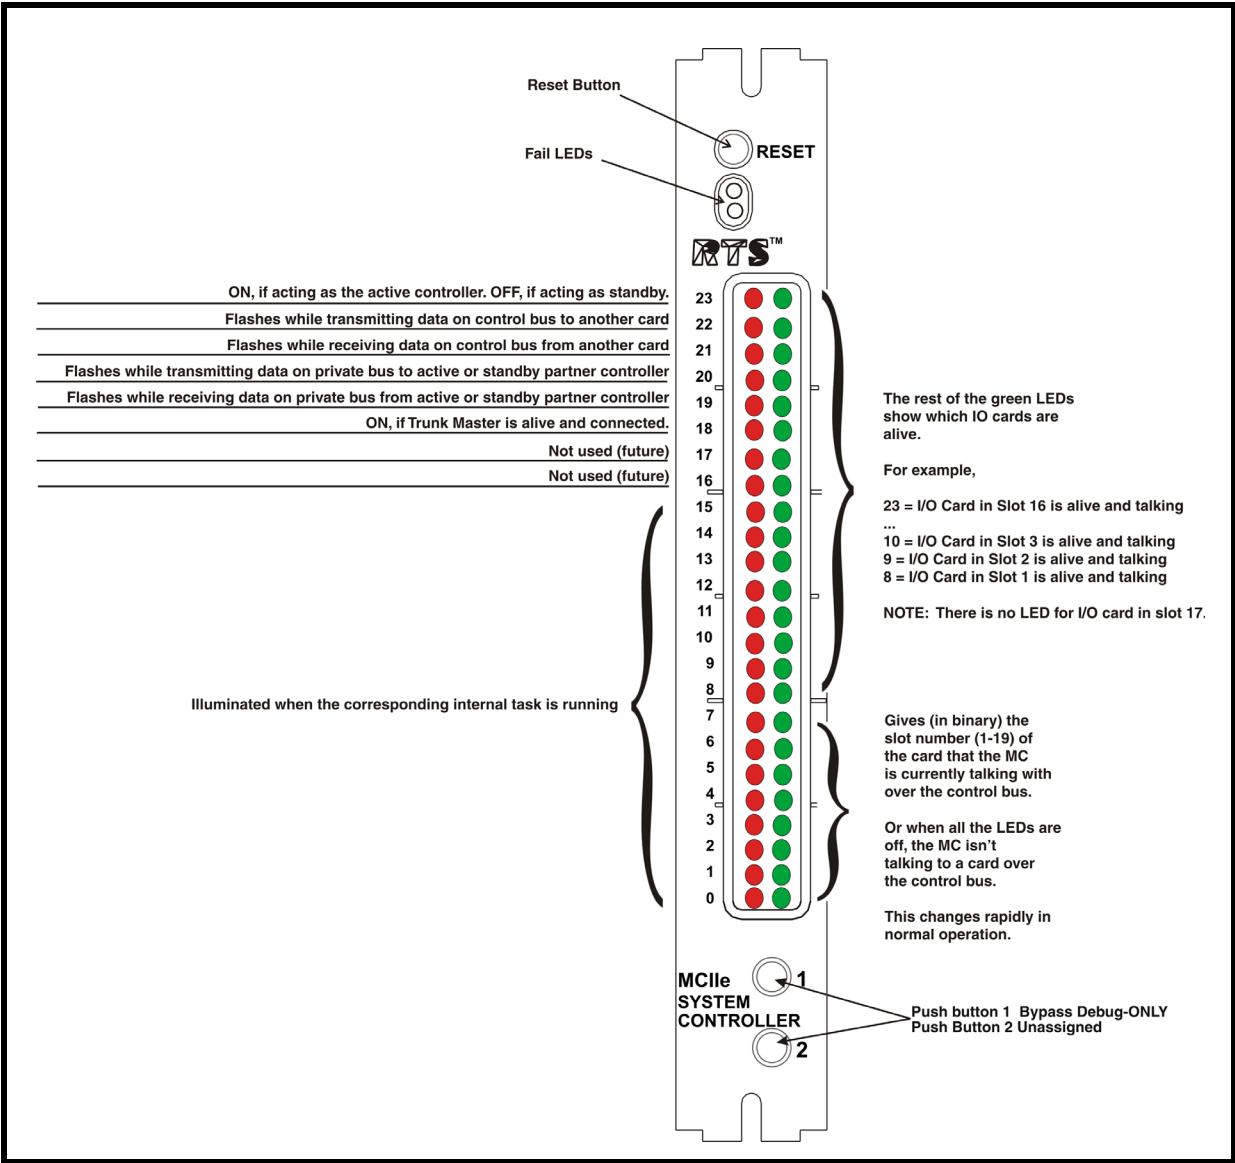 Reset Button
Fail LEDs
RESET
RTS™
ON, if acting as the active controller. OFF, if acting as standby.
Flashes while transmitting data on control bus to another card
Flashes while receiving data on control bus from another card
Flashes while transmitting data on private bus to active or standby partner controller
Flashes while receiving data on private bus from active or standby partner controller
ON, if Trunk Master is alive and connected.
Not used (future)
Not used (future)
Illuminated when the corresponding internal task is running
23
22
21
20
19
18
17
16
15
14
13
12
11
10
9
8
7
6
5
4
3
2
1
0
The rest of the green LEDs
show which IO cards are
alive.
For example,
23 = I/O Card in Slot 16 is alive and talking
...
10 = I/O Card in Slot 3 is alive and talking
9 = I/O Card in Slot 2 is alive and talking
8 = I/O Card in Slot 1 is alive and talking
NOTE: There is no LED for I/O card in slot 17.
Gives (in binary) the
slot number (1-19) of
the card that the MC
is currently talking with
over the control bus.
Or when all the LEDs are
off, the MC isn't
talking to a card over
the control bus.
This changes rapidly in
normal operation.
MCIIe
SYSTEM
CONTROLLER
1
2
Push button 1 Bypass Debug-ONLY
Push Button 2 Unassigned